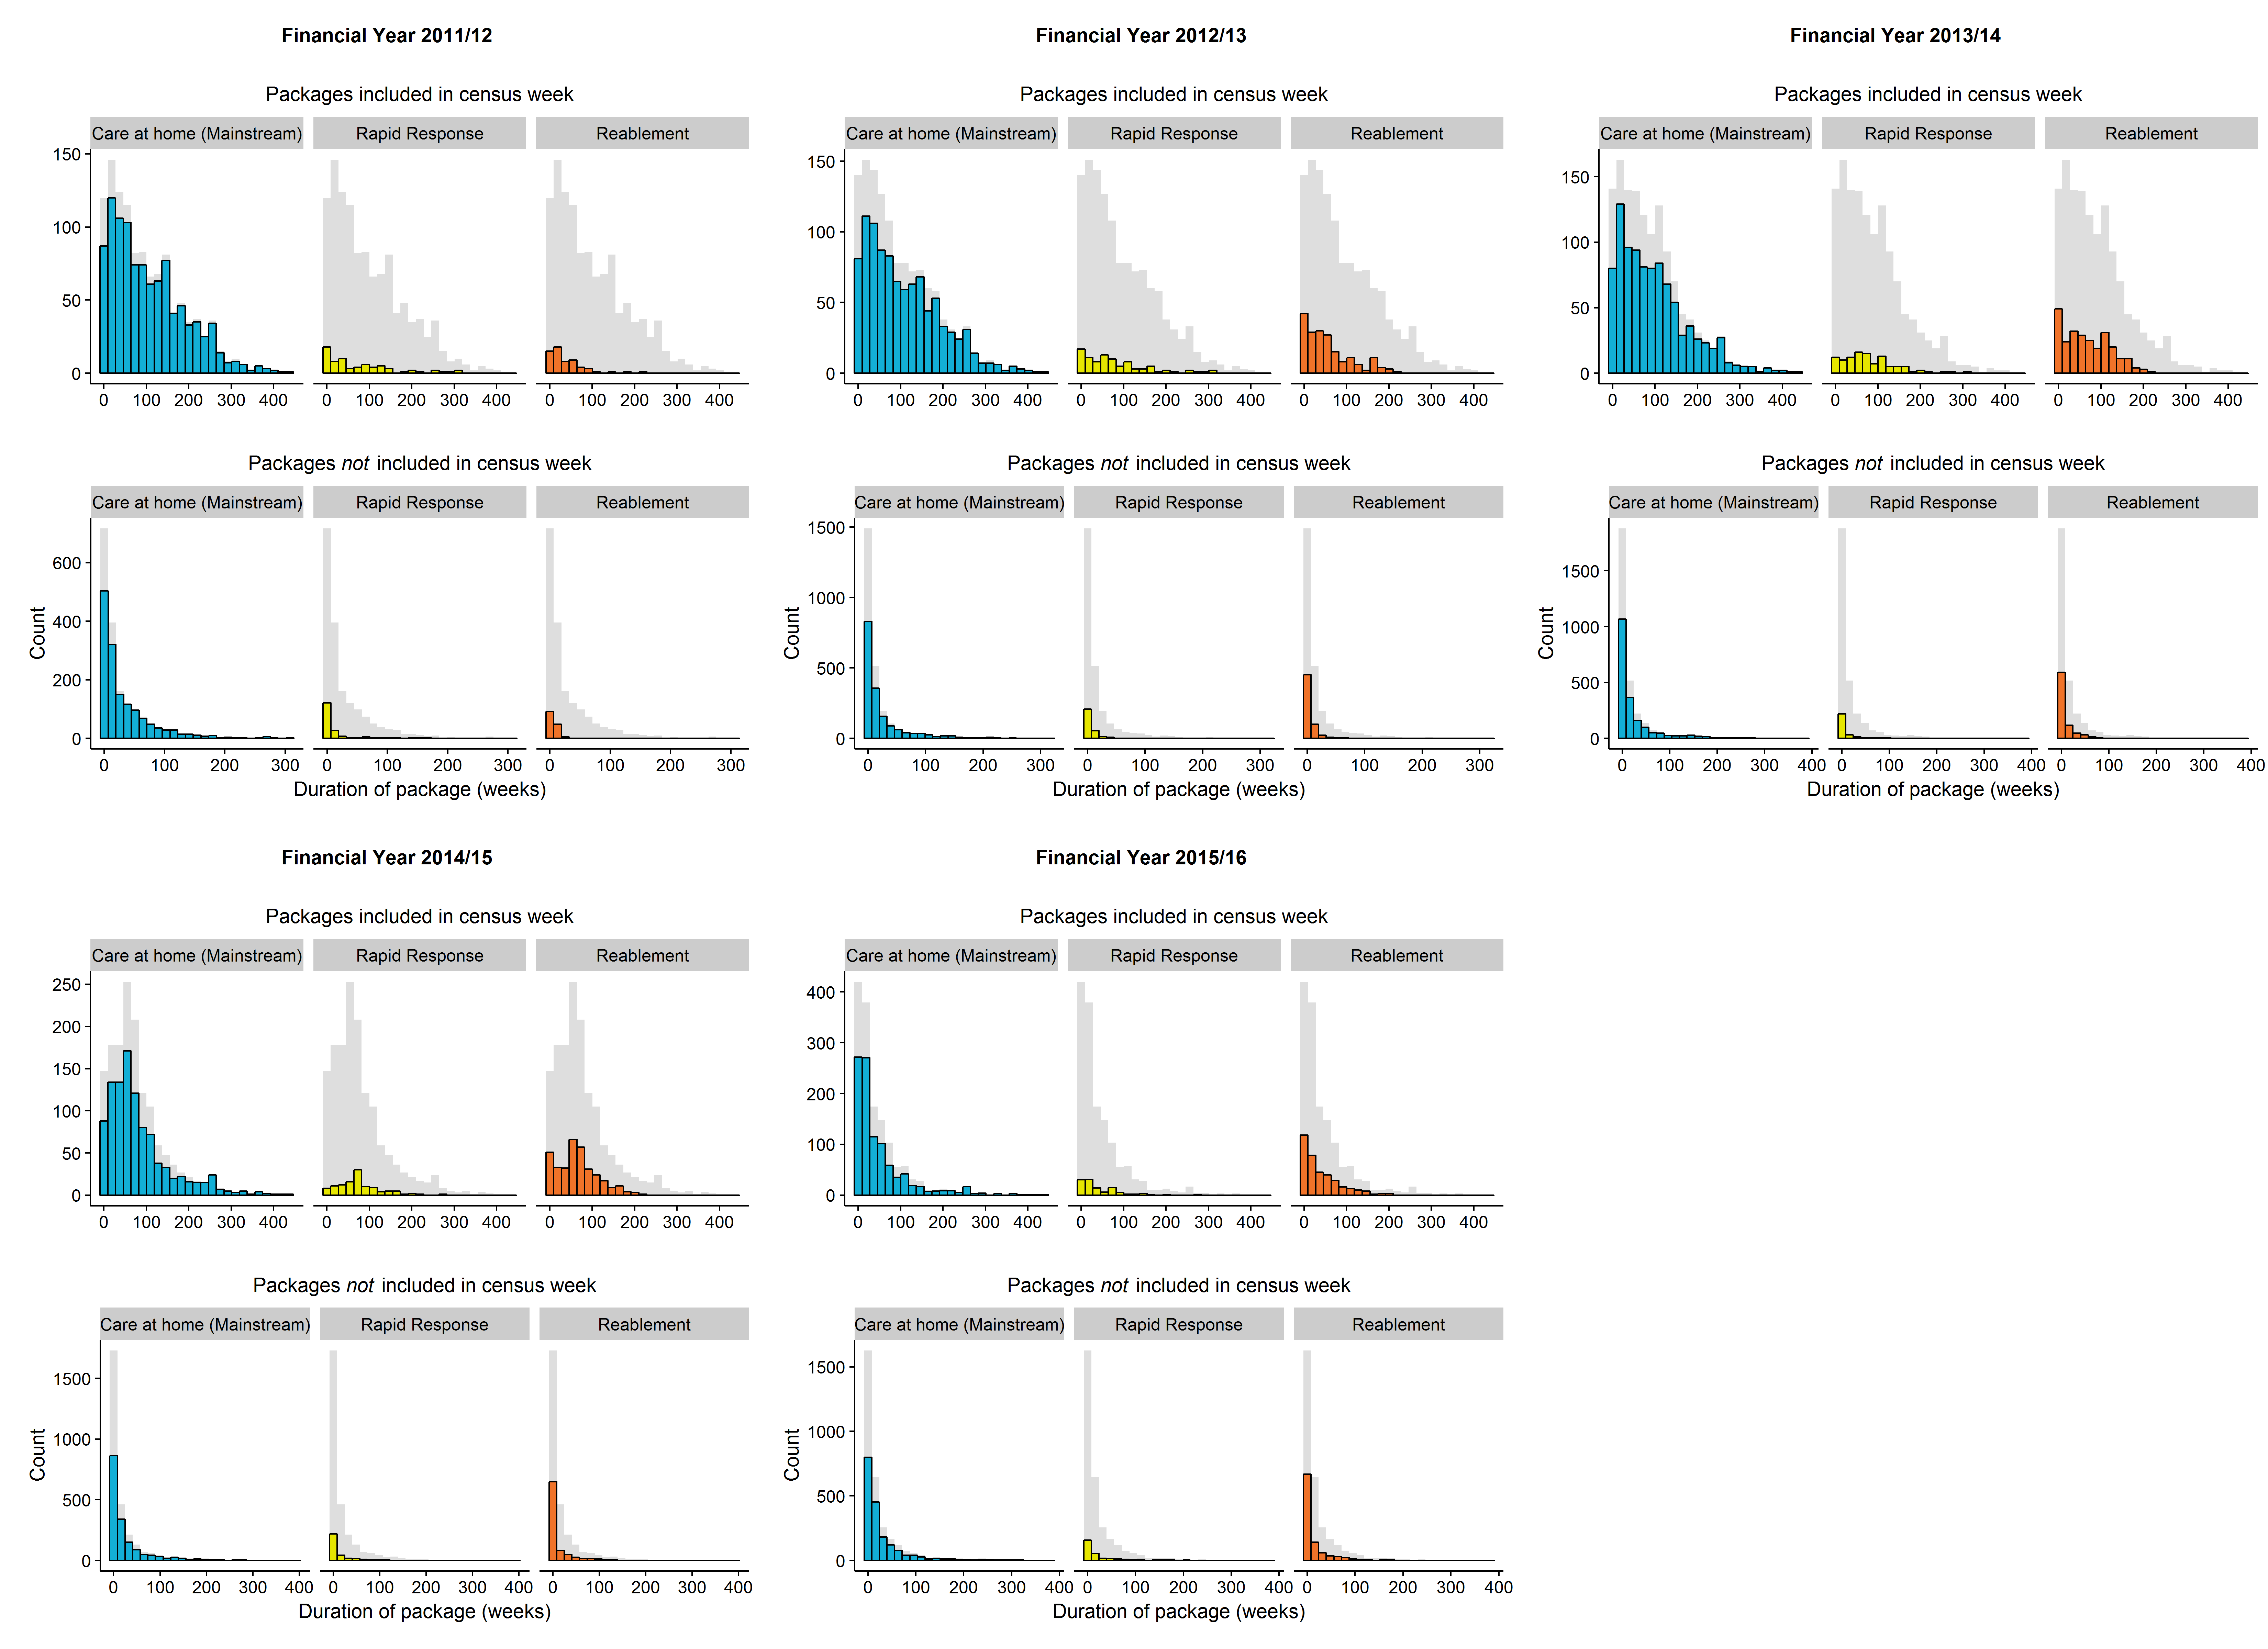 Financial Year 2011/12
Packages included in census week
Care at home (Mainstream) Rapid Response Reablement
150
100
50
0
0 100 200 300 400 0 100 200 300 400 0 100 200 300 400
Packages not included in census week
Care at home (Mainstream) Rapid Response Reablement
600
400
200
0
Count
0 100 200 300 0 100 200 300 0 100 200 300
Duration of package (weeks)
Financial Year 2012/13
Packages included in census week
Care at home (Mainstream) Rapid Response Reablement
150
100
50
0
0 100 200 300 400 0 100 200 300 400 0 100 200 300 400
Packages not included in census week
Care at home (Mainstream) Rapid Response Reablement
1500
1000
500
0
Count
0 100 200 300 0 100 200 300 0 100 200 300
Duration of package (weeks)
Financial Year 2013/14
Packages included in census week
Care at home (Mainstream) Rapid Response Reablement
150
100
50
0
0 100 200 300 400 0 100 200 300 400 0 100 200 300 400
Packages not included in census week
Care at home (Mainstream) Rapid Response Reablement
1500
1000
500
0
Count
0 100 200 300 400 0 100 200 300 400 0 100 200 300 400
Duration of package (weeks)
Financial Year 2014/15
Packages included in census week
Care at home (Mainstream) Rapid Response Reablement
250
200
150
100
50
0
0 100 200 300 400 0 100 200 300 400 0 100 200 300 400
Packages not included in census week
Care at home (Mainstream) Rapid Response Reablement
1500
1000
500
0
Count
0 100 200 300 400 0 100 200 300 400 0 100 200 300 400
Duration of package (weeks)
Financial Year 2015/16
Packages included in census week
Care at home (Mainstream) Rapid Response Reablement
400
300
200
100
0
0 100 200 300 400 0 100 200 300 400 0 100 200 300 400
Packages not included in census week
Care at home (Mainstream) Rapid Response Reablement
1500
1000
500
0
Count
0 100 200 300 400 0 100 200 300 400 0 100 200 300 400
Duration of package (weeks)